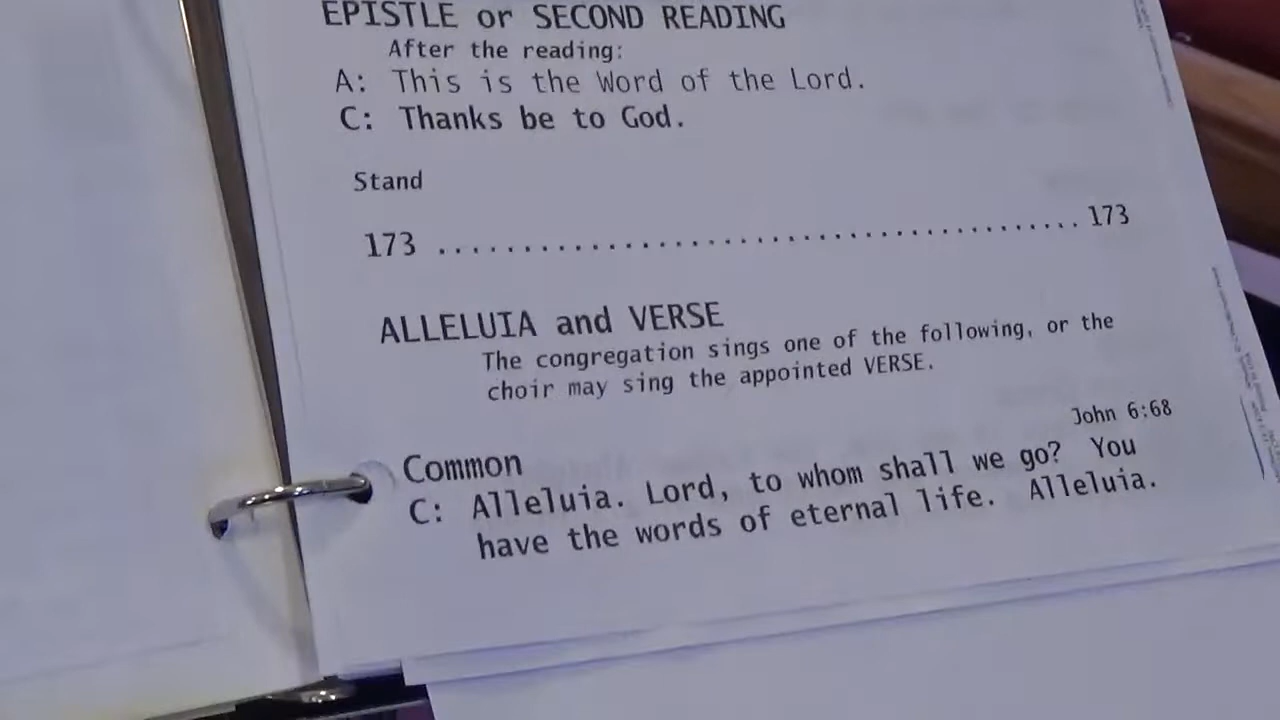 EPISTLE or SECOND READING
After the reading:
A: This is the Word of the Lord.
C: Thanks be to God.
Stand
173 ....................................... 173
ALLELUIA and VERSE
The congregation sings one of the following, or the
choir may sing the appointed VERSE.
John 6:68
Common
C: Alleluia. Lord, to whom shall we go? You
have the words of eternal life. Alleluia.